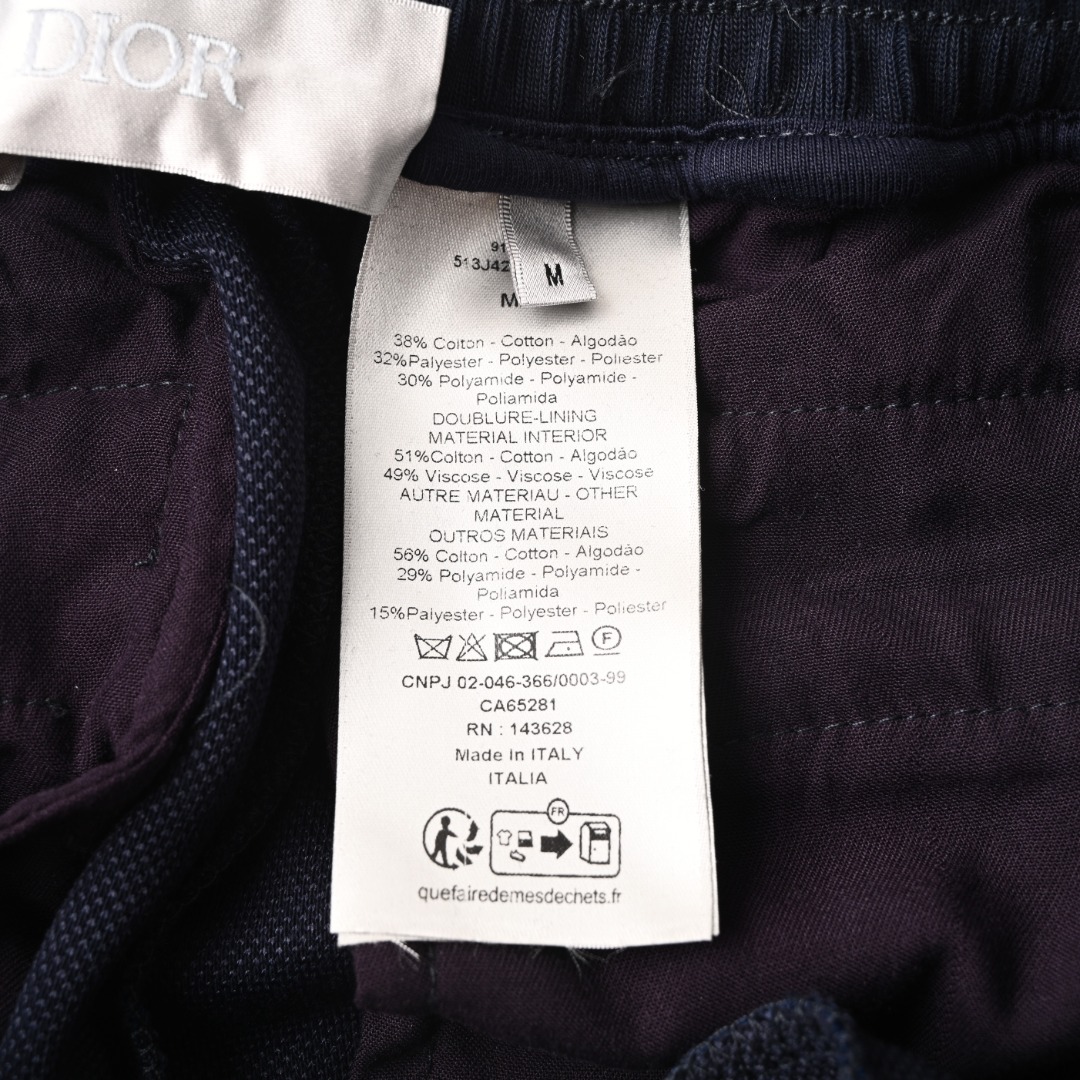 DIOR
91
513J42
M
M
38% Colton - Cotton - Algodão
32%Palyester - Polyester - Poliester
30% Polyamide - Polyamide -
Poliamida
DOUBLURE-LINING
MATERIAL INTERIOR
51%Colton - Cotton - Algodão
49% Viscose - Viscose - Viscose
AUTRE MATERIAU - OTHER
MATERIAL
OUTROS MATERIAIS
56% Colton - Cotton - Algodão
29% Polyamide - Polyamide -
Poliamida
15%Palyester - Polyester - Poliester
F
CNPJ 02-046-366/0003-99
CA65281
RN : 143628
Made In ITALY
ITALIA
FR
quefairedemesdechets.fr